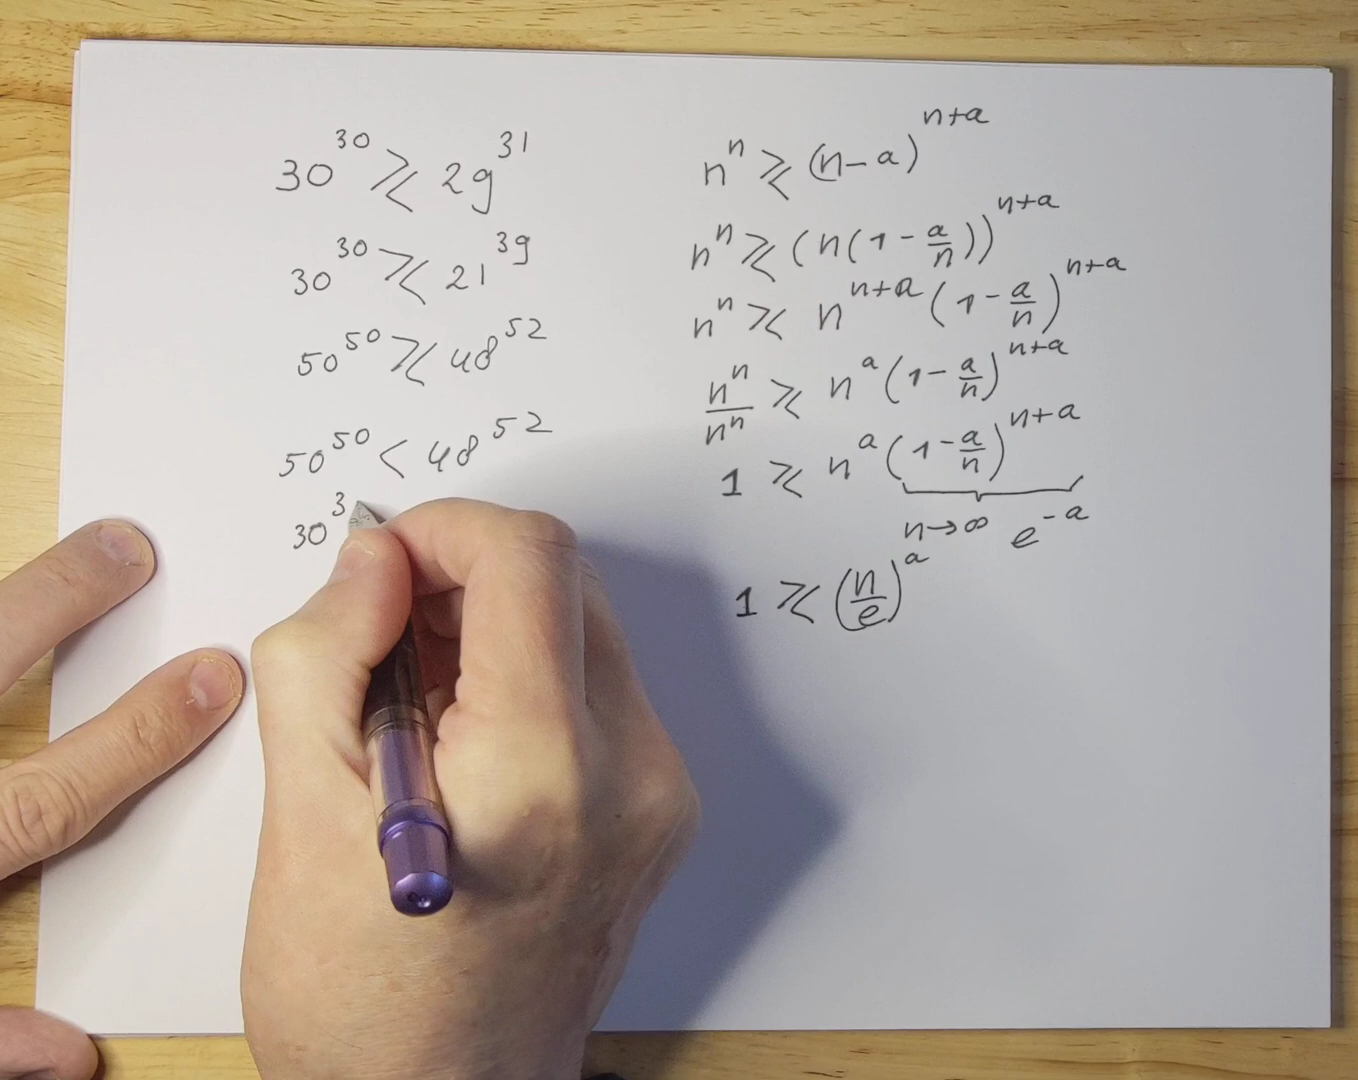 30^30 ≷ 29^31
30^30 ≷ 21^39
50^50 ≷ 48^52
50^50 < 48^52
30^3
n^n ≷ (n-a)^(n+a)
n^n ≷ (n(1-a/n))^(n+a)
n^n ≷ n^(n+a) (1-a/n)^(n+a)
n^n/n^n ≷ n^a (1-a/n)^(n+a)
1 ≷ n^a (1-a/n)^(n+a)
n→∞ e^-a
1 ≷ (n/e)^a